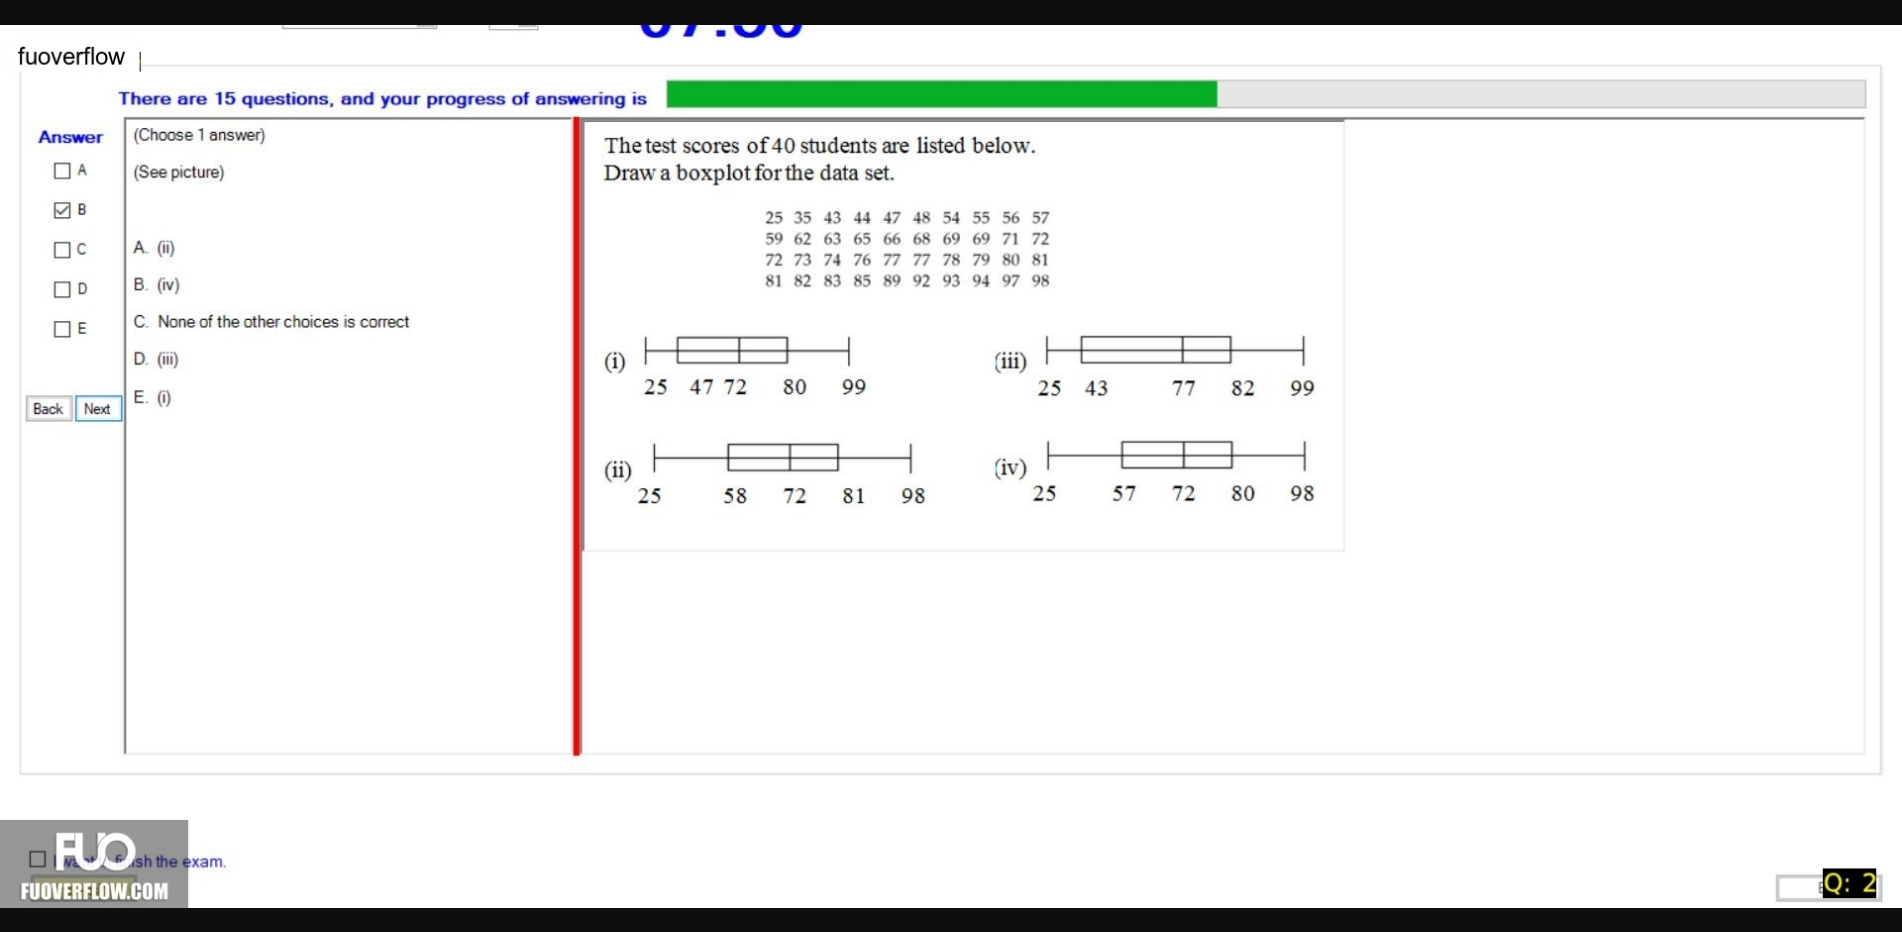 fuoverflow
There are 15 questions, and your progress of answering is
Answer
A
B
C
D
E
Back Next
(Choose 1 answer)
(See picture)
A. (ii)
B. (iv)
C. None of the other choices is correct
D. (iii)
E. (i)
The test scores of 40 students are listed below.
Draw a boxplot for the data set.
25 35 43 44 47 48 54 55 56 57
59 62 63 65 66 68 69 69 71 72
72 73 74 76 77 77 78 79 80 81
81 82 83 85 89 92 93 94 97 98
(i)
25 47 72 80 99
(iii)
25 43 77 82 99
(ii)
25 58 72 81 98
(iv)
25 57 72 80 98
FUO
the exam.
FUOVERFLOW.COM
Q: 2